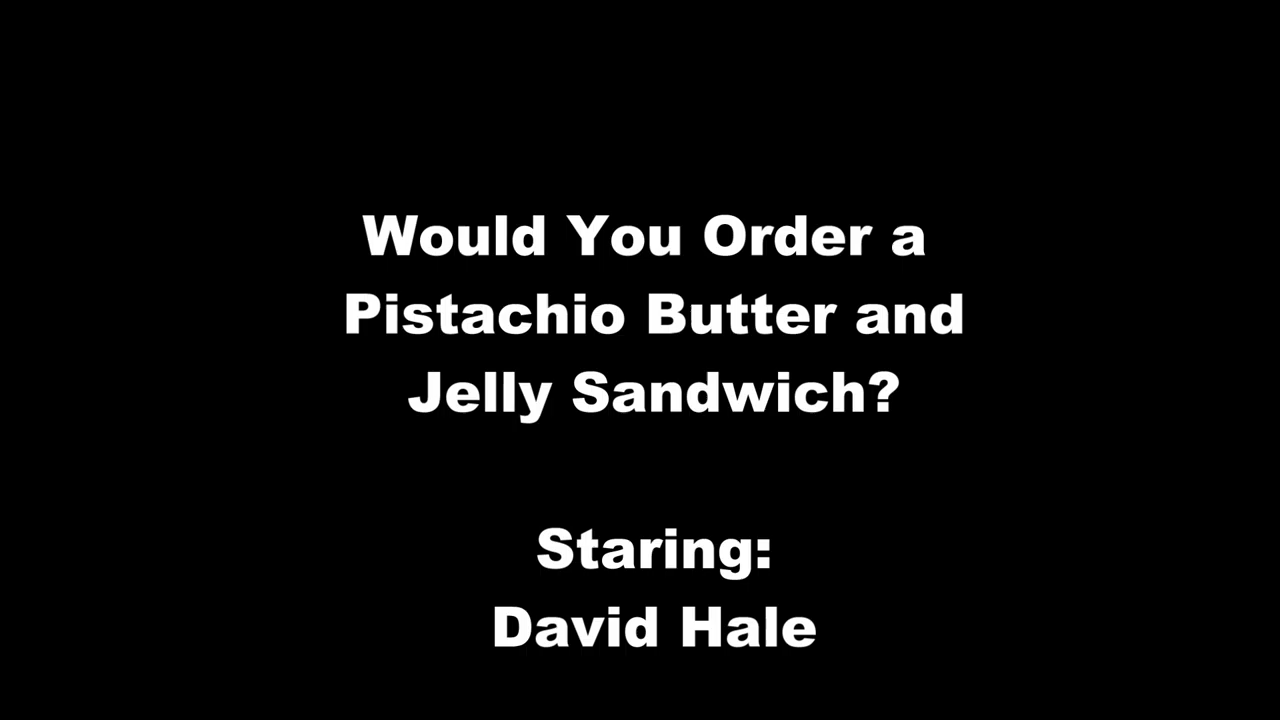 Would You Order a
Pistachio Butter and
Jelly Sandwich?
Staring:
David Hale